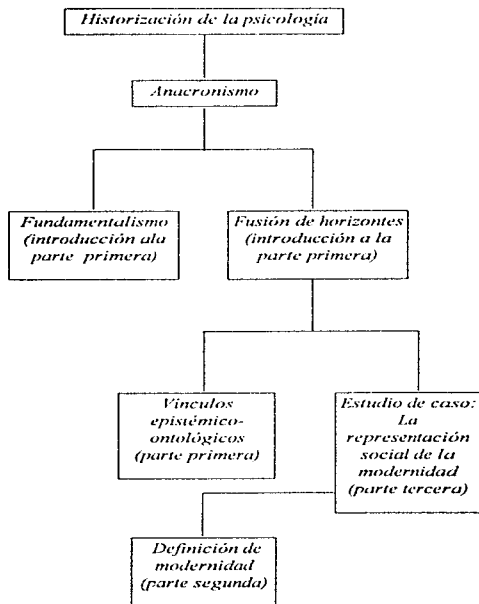 Historización de la psicología
Anacronismo
Fundamentalismo
(introducción ala
parte primera)
Fusión de horizontes
(introducción a la
parte primera)
Vínculos
epistémico-
ontológicos
(parte primera)
Estudio de caso:
La
representación
social de la
modernidad
(parte tercera)
Definición de
modernidad
(parte segunda)